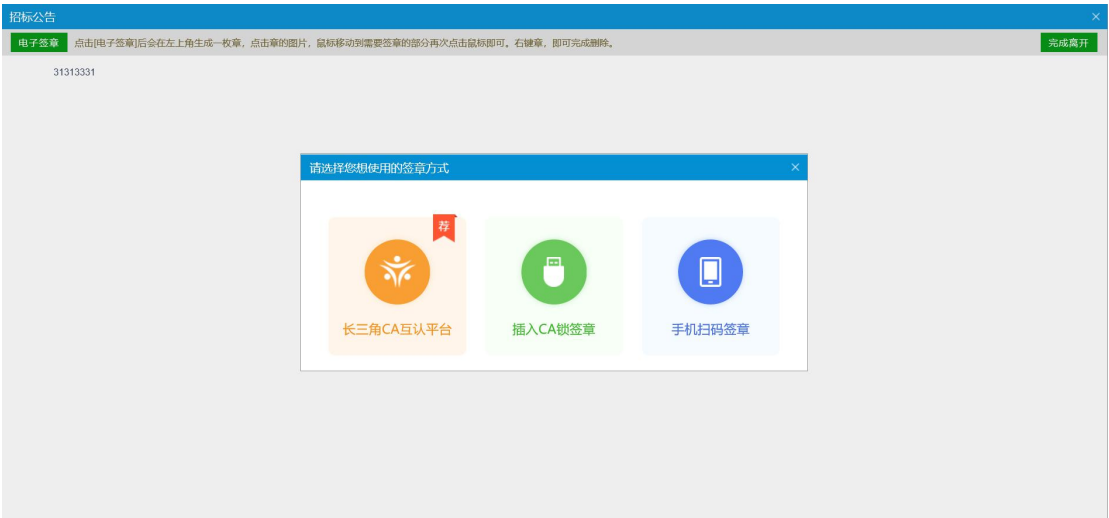 招标公告
电子签章 点击[电子签章]后会在左上角生成一枚章，点击章的图片，鼠标移动到需要签章的部分再次点击鼠标即可。右键章，即可完成删除。 完成离开
31313331
请选择您想使用的签章方式
荐
长三角CA互认平台 插入CA锁签章 手机扫码签章